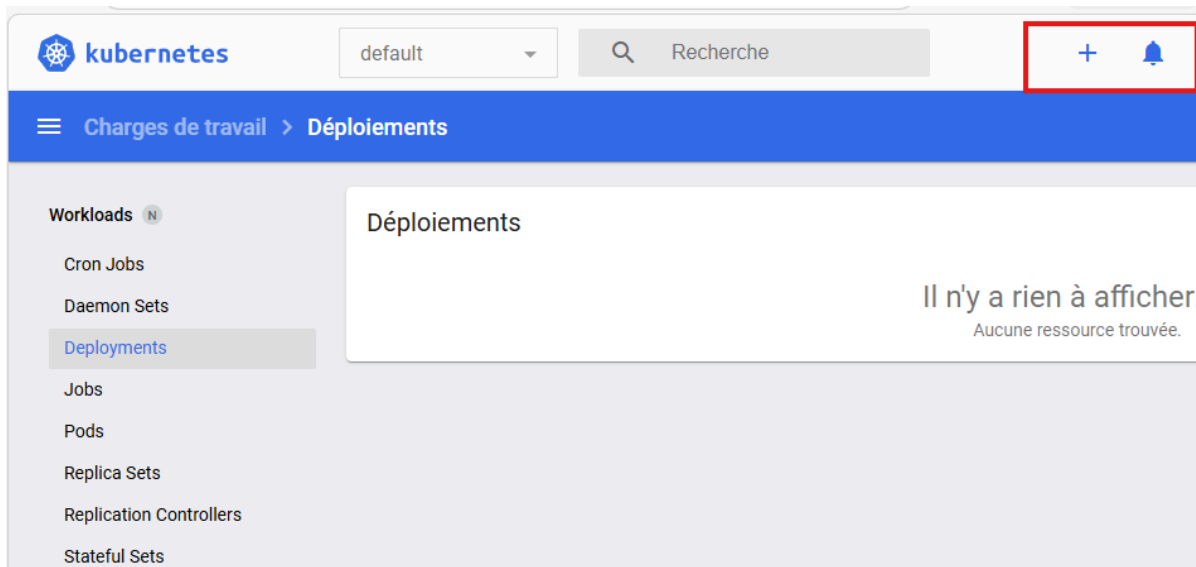 kubernetes
default
Recherche
Charges de travail > Déploiements
Workloads N
Cron Jobs
Daemon Sets
Deployments
Jobs
Pods
Replica Sets
Replication Controllers
Stateful Sets
Déploiements
Il n'y a rien à afficher
Aucune ressource trouvée.